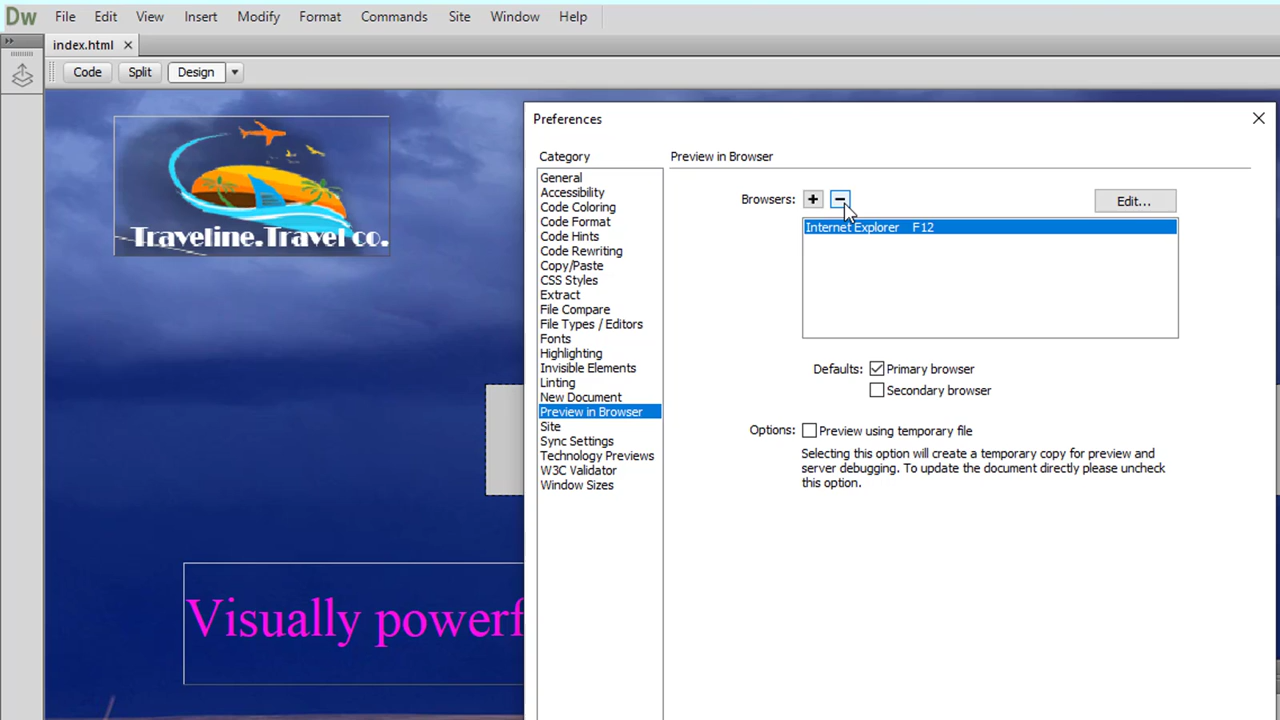 Dw File Edit View Insert Modify Format Commands Site Window Help
index.html
Code Split Design
Traveline.Travel co.
Visually powerf
Preferences
Category
General
Accessibility
Code Coloring
Code Format
Code Hints
Code Rewriting
Copy/Paste
CSS Styles
Extract
File Compare
File Types / Editors
Fonts
Highlighting
Invisible Elements
Linting
New Document
Preview in Browser
Site
Sync Settings
Technology Previews
W3C Validator
Window Sizes
Preview in Browser
Browsers:
Edit...
Internet Explorer F12
Defaults: Primary browser
Secondary browser
Options: Preview using temporary file
Selecting this option will create a temporary copy for preview and
server debugging. To update the document directly please uncheck
this option.